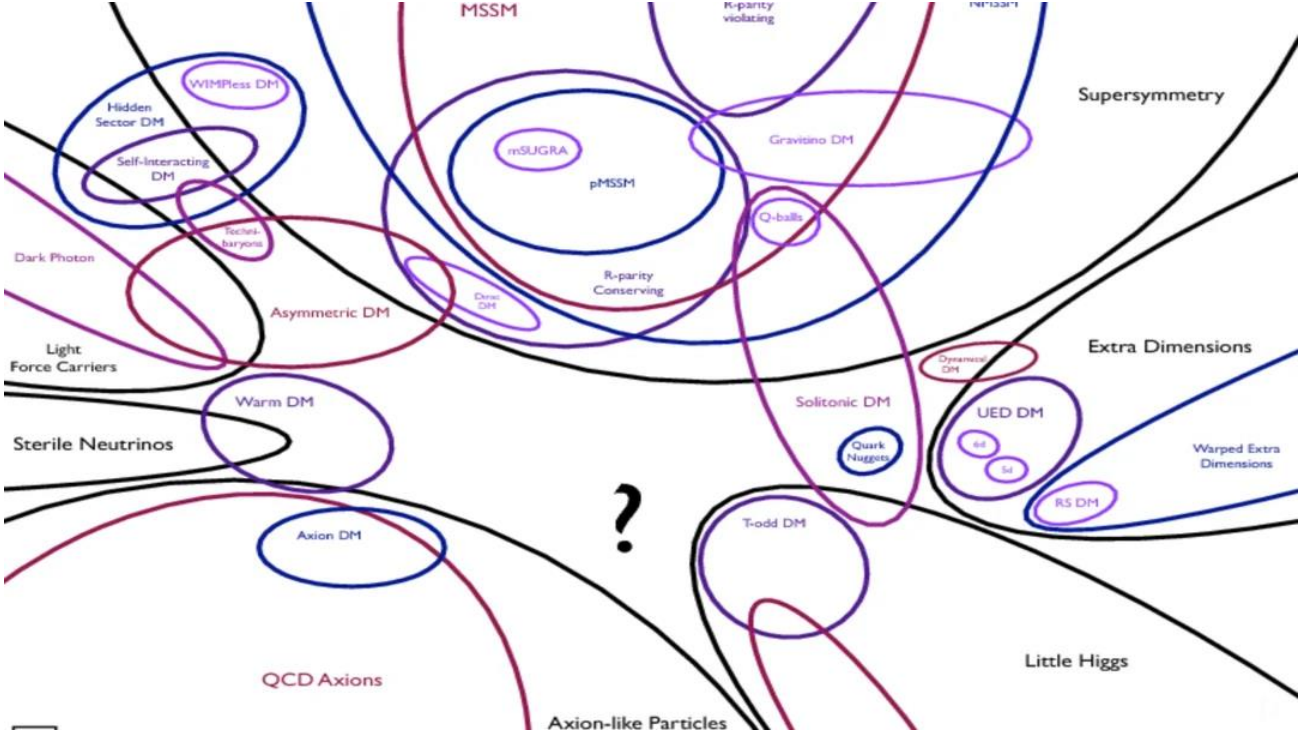 MSSM
R-parity
violating
NMSSM
WIMPless DM
Hidden
Sector DM
Supersymmetry
Gravitino DM
mSUGRA
Self-Interacting
DM
pMSSM
Q-balls
Techni-
baryons
Dark Photon
R-parity
Conserving
Dirac
DM
Asymmetric DM
Light
Force Carriers
Extra Dimensions
Dynamical
DM
Warm DM
Solitonic DM
UED DM
Sterile Neutrinos
Quark
Nuggets
6d
5d
Warped Extra
Dimensions
RS DM
?
T-odd DM
Axion DM
Little Higgs
QCD Axions
Axion-like Particles